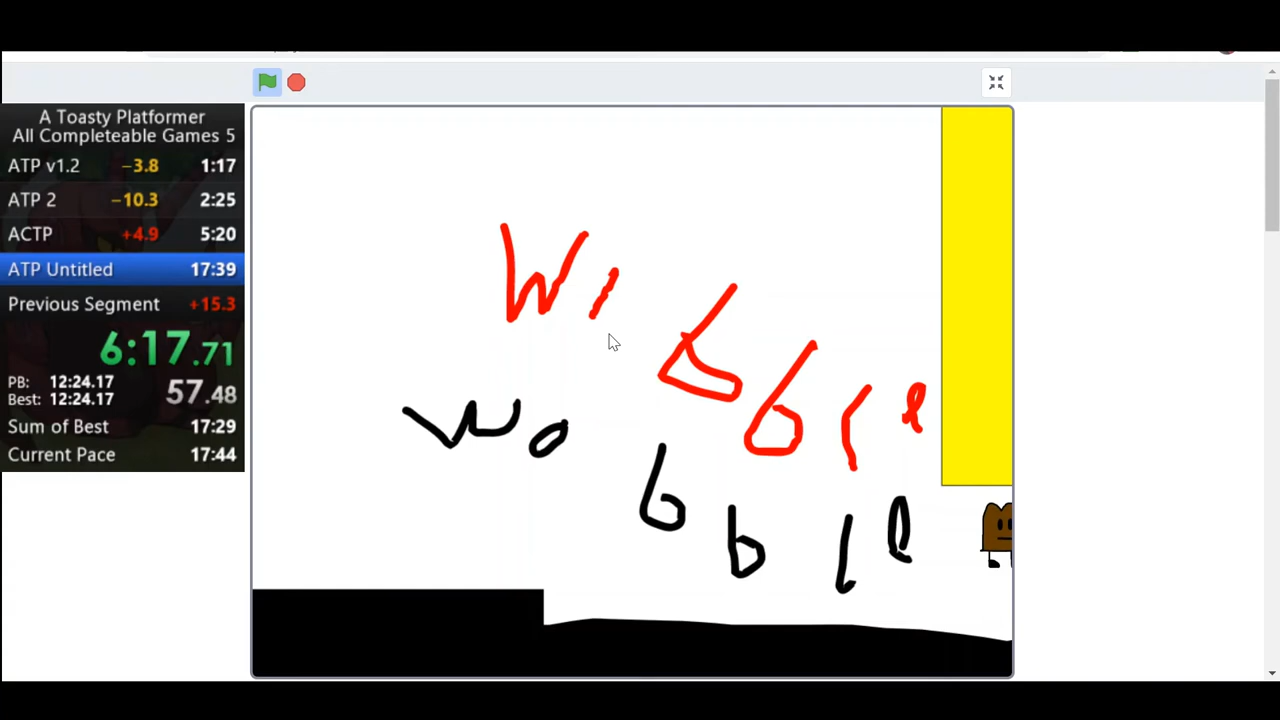 A Toasty Platformer
All Completeable Games 5
ATP v1.2 −3.8 1:17
ATP 2 −10.3 2:25
ACTP +4.9 5:20
ATP Untitled 17:39
Previous Segment +15.3
6:17.71
PB: 12:24.17
Best: 12:24.17
57.48
Sum of Best 17:29
Current Pace 17:44
Wibble
wobble